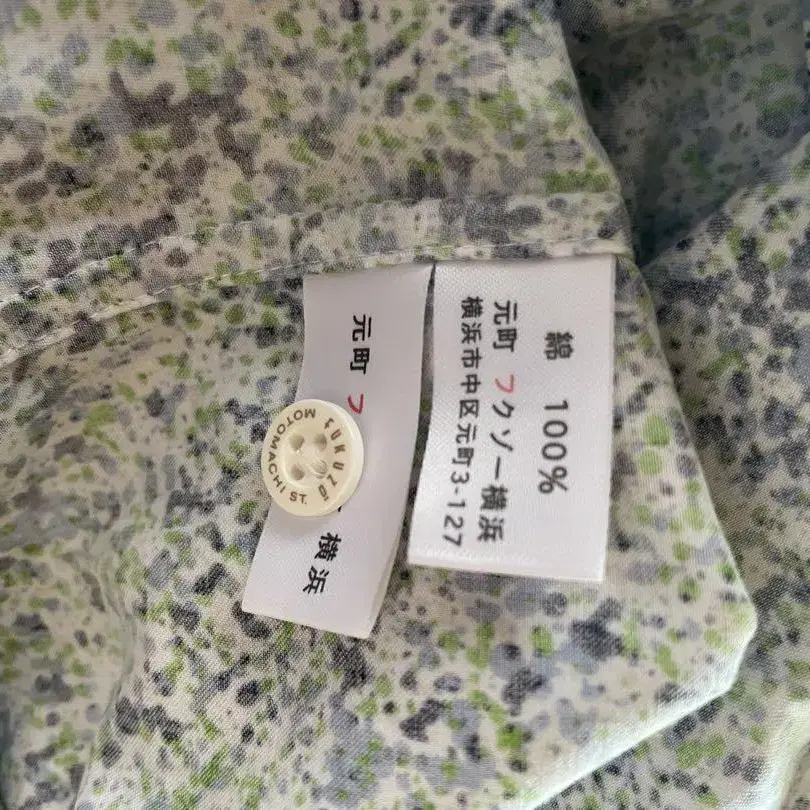 綿 100%
元町 フクゾー横浜
横浜市中区元町3-127
元町 フ
横浜
fukuzo
MOTOMACHI ST.